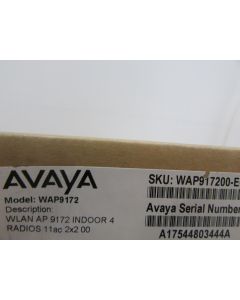 AVAYA
Model: WAP9172
Description:
WLAN AP 9172 INDOOR 4
RADIOS 11ac 2x2 00
SKU: WAP917200-E
Avaya Serial Number
A17544803444A